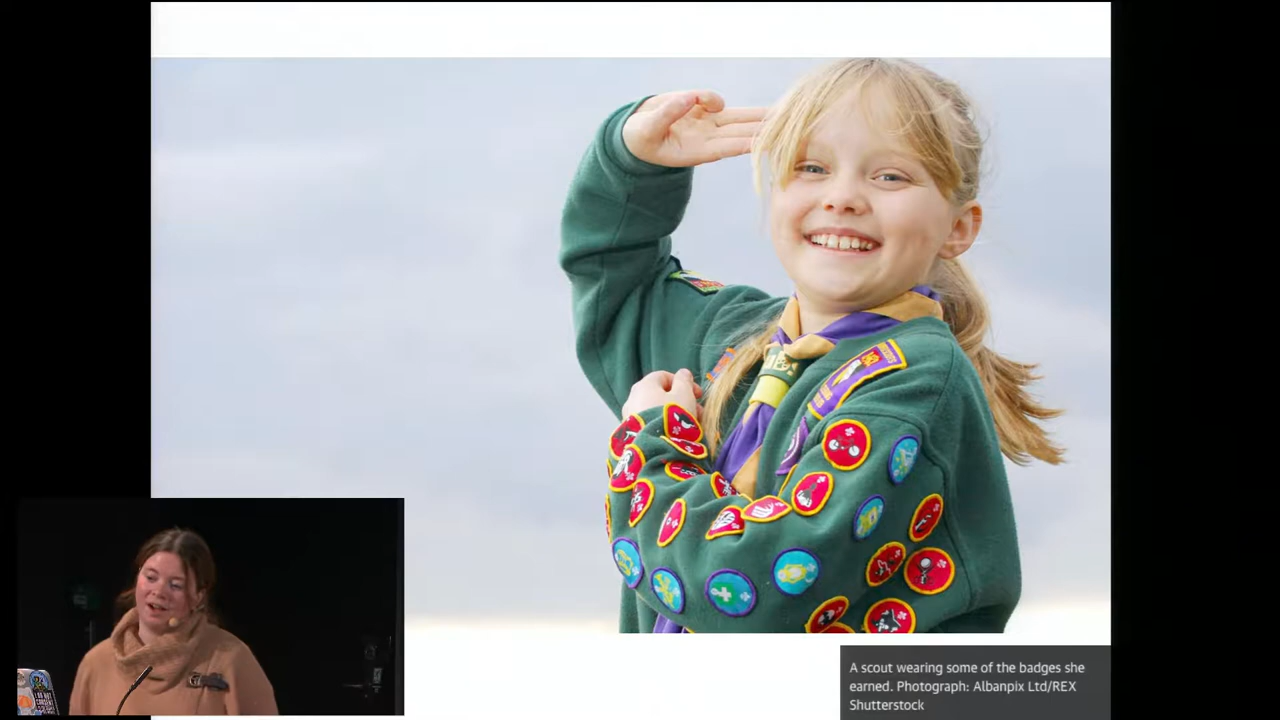 A scout wearing some of the badges she
earned. Photograph: Albanpix Ltd/REX
Shutterstock